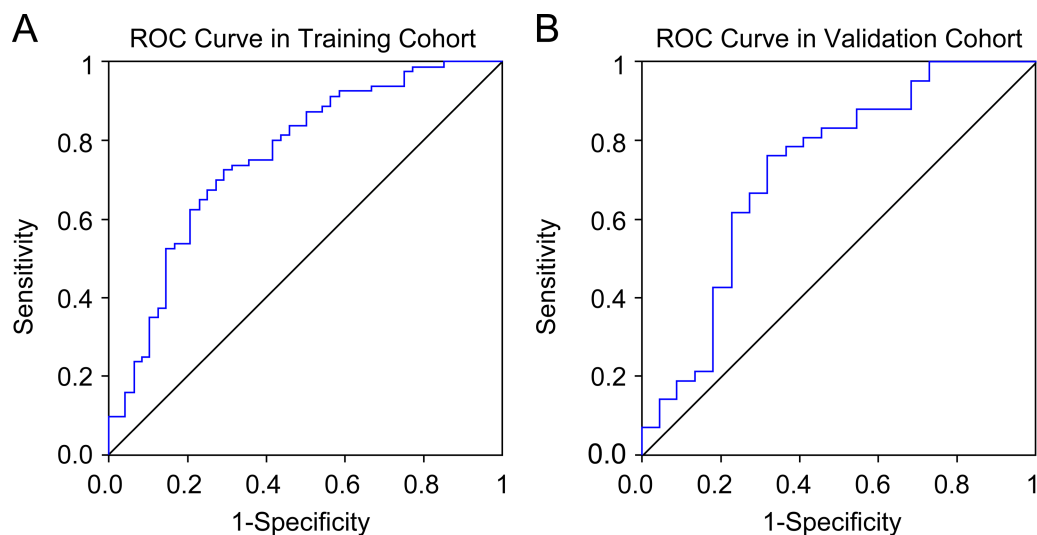 A
ROC Curve in Training Cohort
1
0.8
0.6
0.4
0.2
0.0
Sensitivity
0.0 0.2 0.4 0.6 0.8 1
1-Specificity
B
ROC Curve in Validation Cohort
1
0.8
0.6
0.4
0.2
0.0
Sensitivity
0.0 0.2 0.4 0.6 0.8 1
1-Specificity